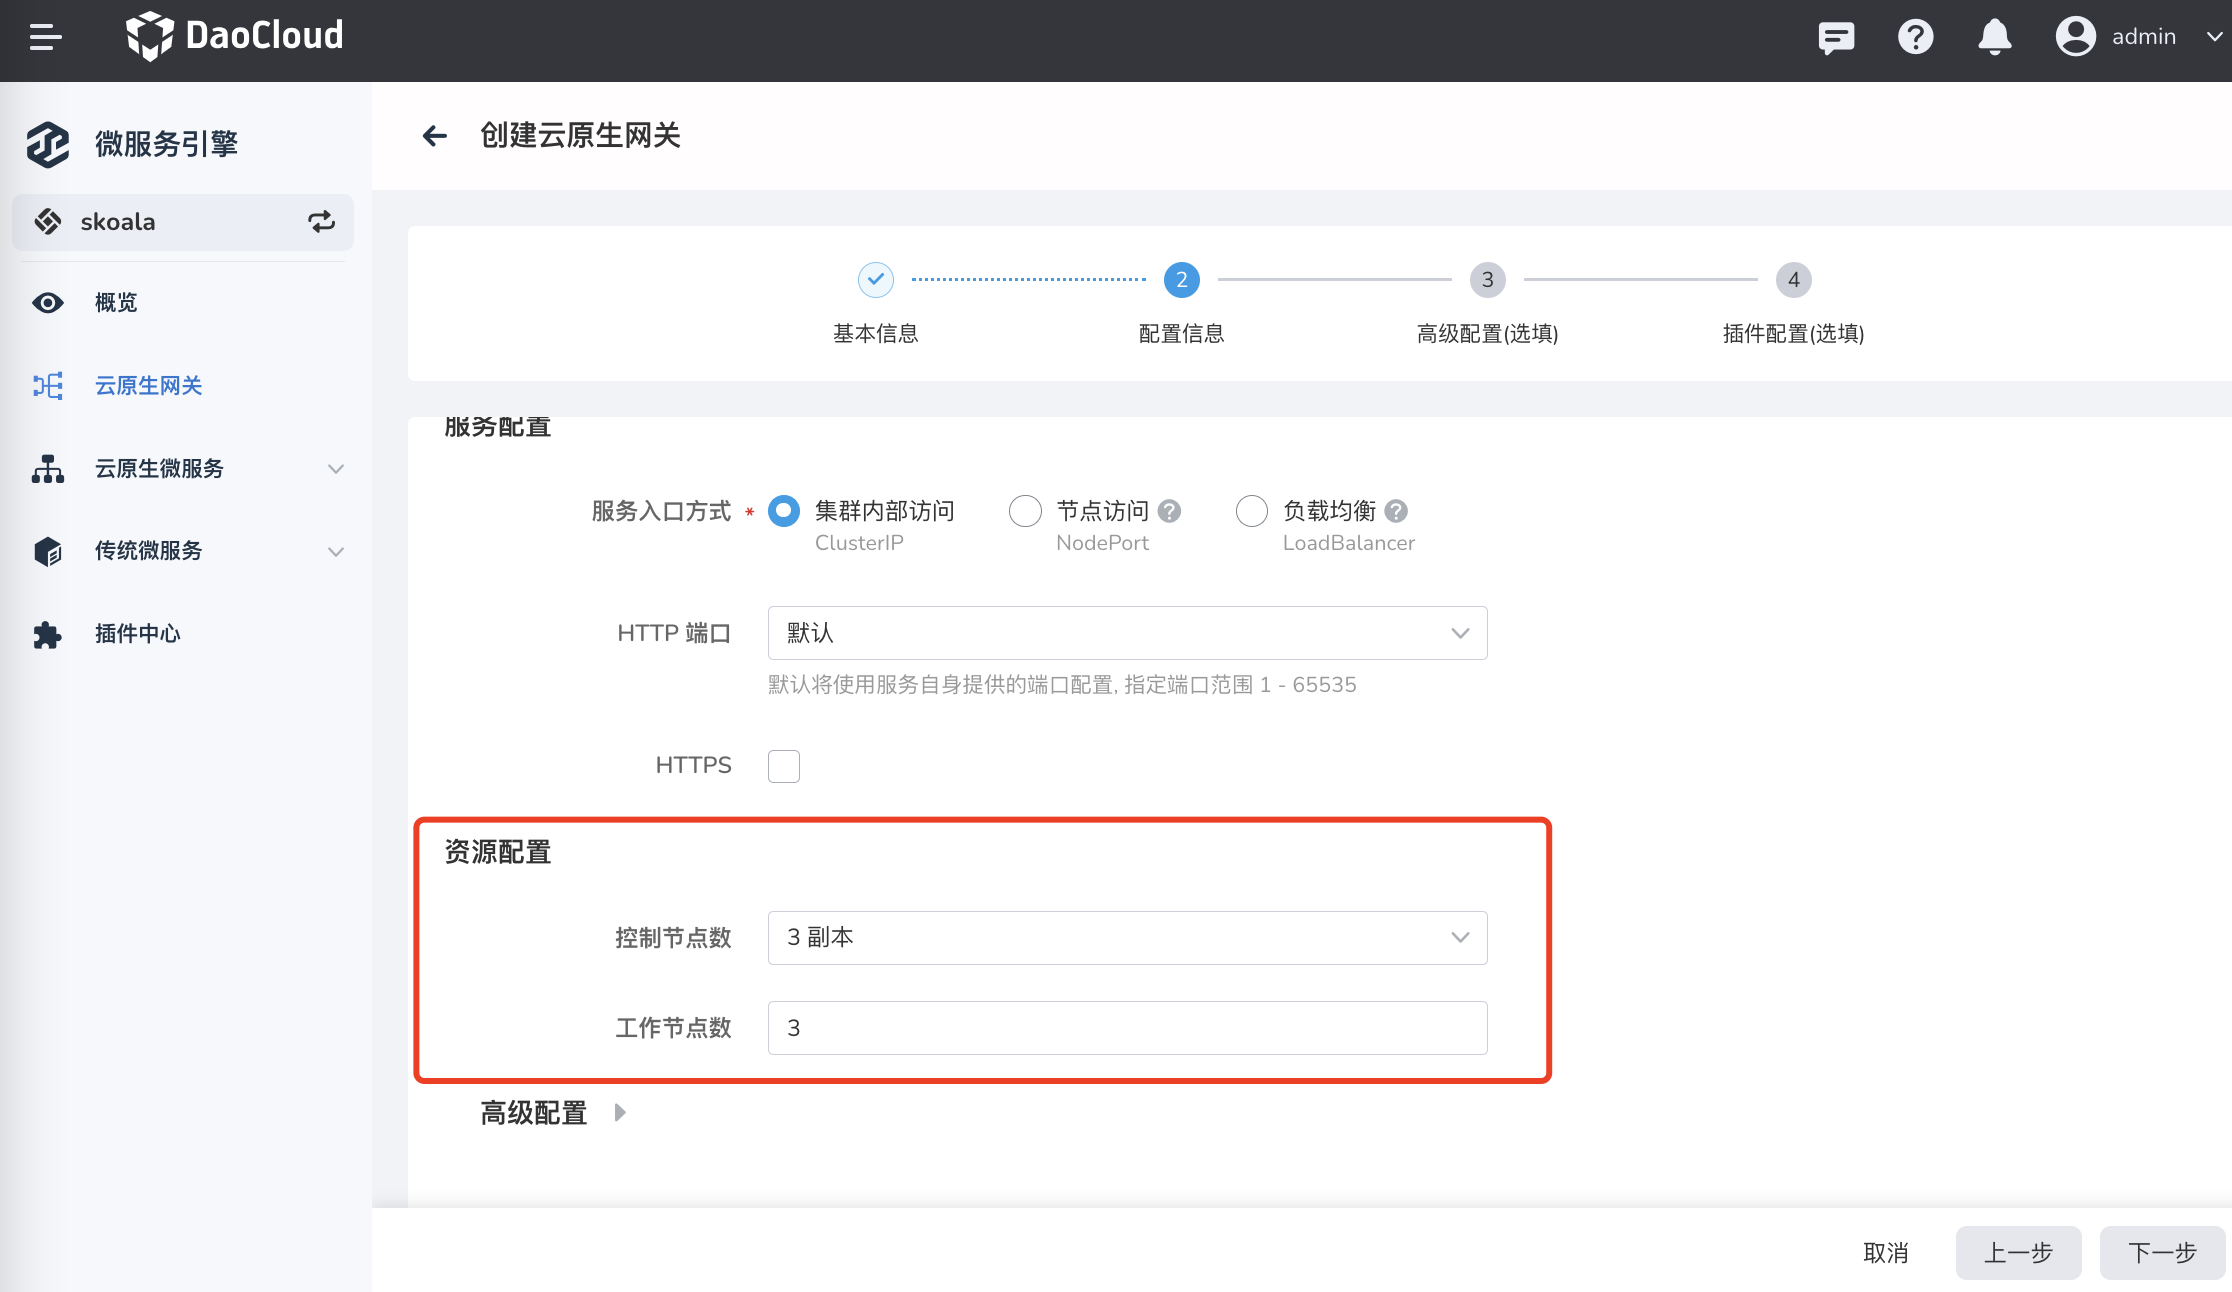 DaoCloud
admin
微服务引擎
skoala
概览
云原生网关
云原生微服务
传统微服务
插件中心
创建云原生网关
2
3
4
基本信息
配置信息
高级配置(选填)
插件配置(选填)
服务配置
服务入口方式 *
集群内部访问
ClusterIP
节点访问
NodePort
负载均衡
LoadBalancer
HTTP 端口
默认
默认将使用服务自身提供的端口配置, 指定端口范围 1 - 65535
HTTPS
资源配置
控制节点数
3 副本
工作节点数
3
高级配置
取消
上一步
下一步